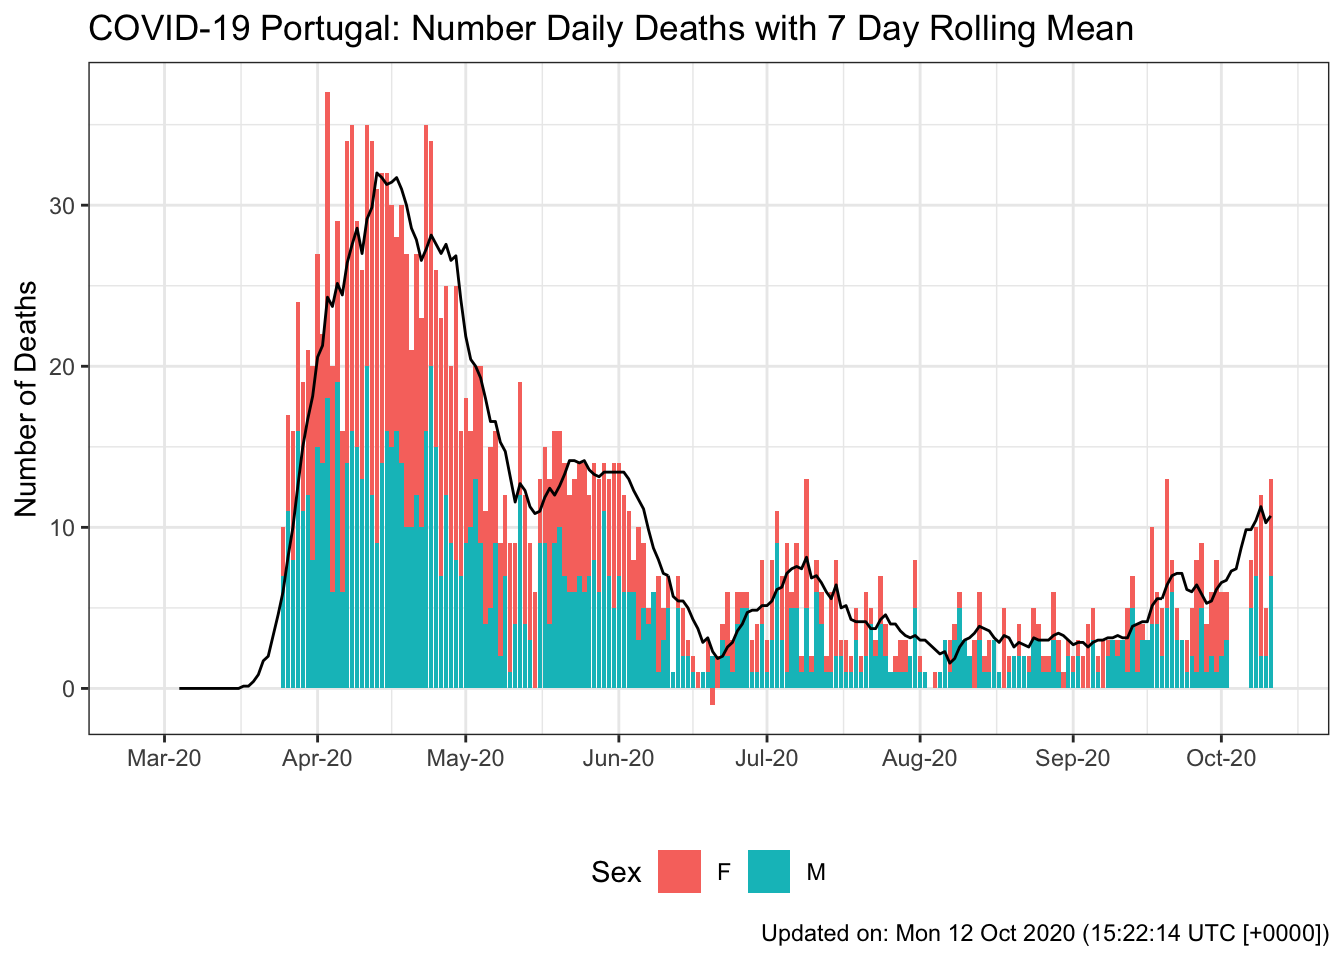 COVID-19 Portugal: Number Daily Deaths with 7 Day Rolling Mean
Number of Deaths
30
20
10
0
Mar-20 Apr-20 May-20 Jun-20 Jul-20 Aug-20 Sep-20 Oct-20
Sex F M
Updated on: Mon 12 Oct 2020 (15:22:14 UTC [+0000])